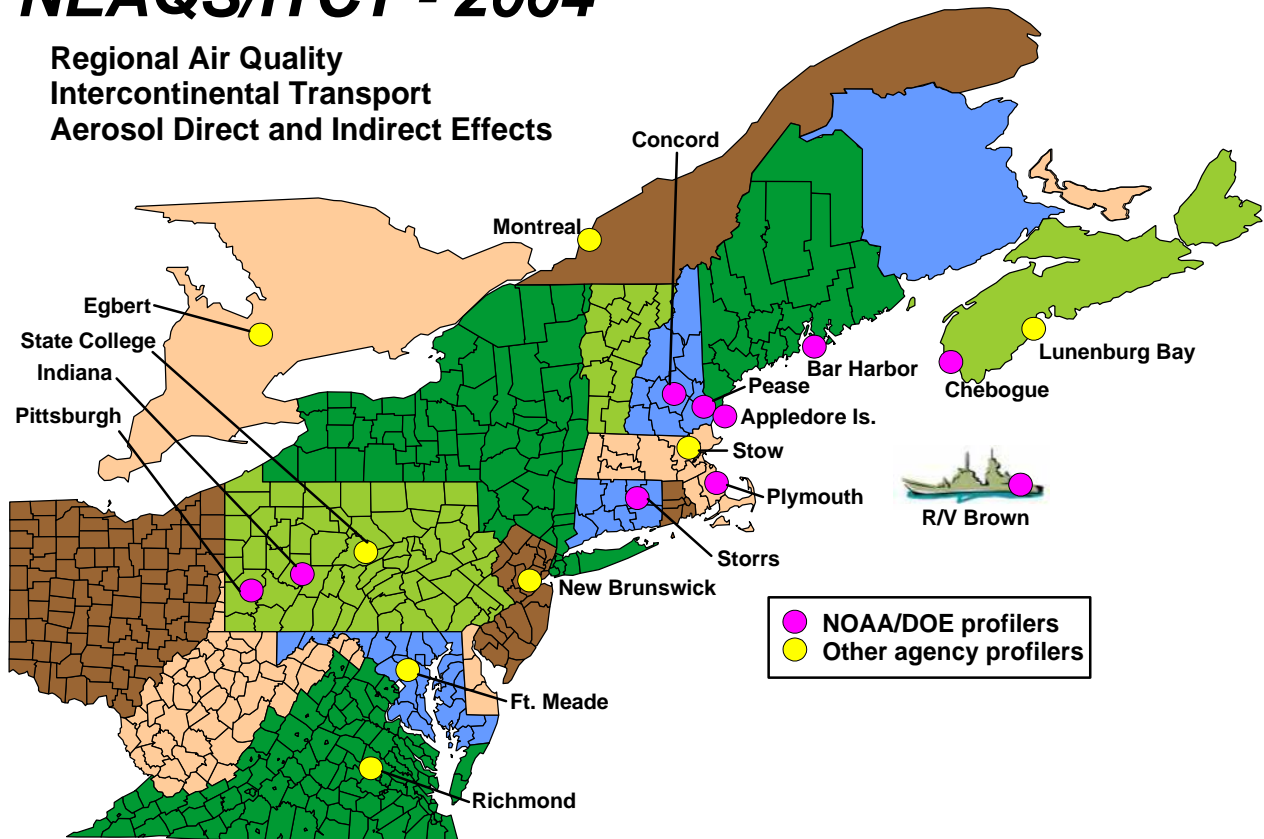 NEAQS/ITCT - 2004
Regional Air Quality
Intercontinental Transport
Aerosol Direct and Indirect Effects
Concord
Montreal
Egbert
State College
Indiana
Pittsburgh
Bar Harbor
Lunenburg Bay
Chebogue
Pease
Appledore Is.
Stow
Plymouth
R/V Brown
Storrs
New Brunswick
NOAA/DOE profilers
Other agency profilers
Ft. Meade
Richmond